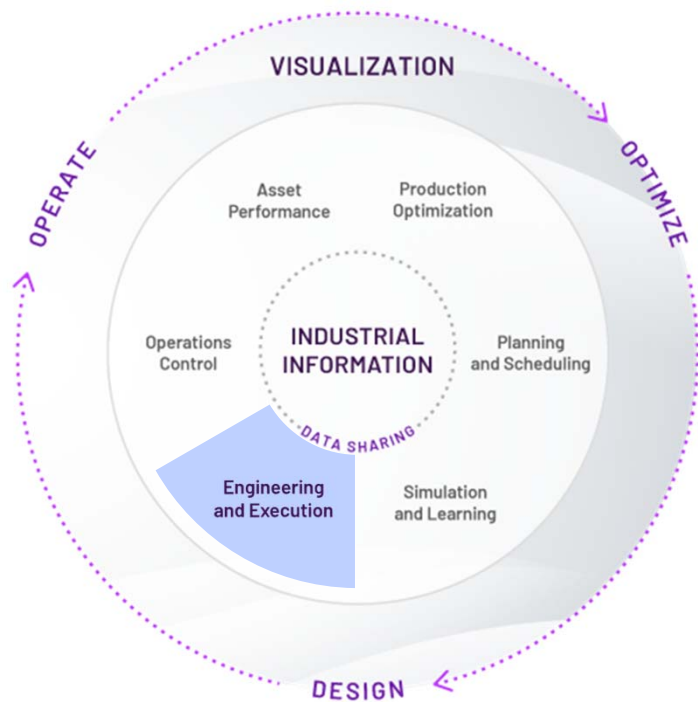 VISUALIZATION
OPERATE
OPTIMIZE
Asset
Performance
Production
Optimization
Operations
Control
INDUSTRIAL
INFORMATION
Planning
and Scheduling
DATA SHARING
Engineering
and Execution
Simulation
and Learning
DESIGN